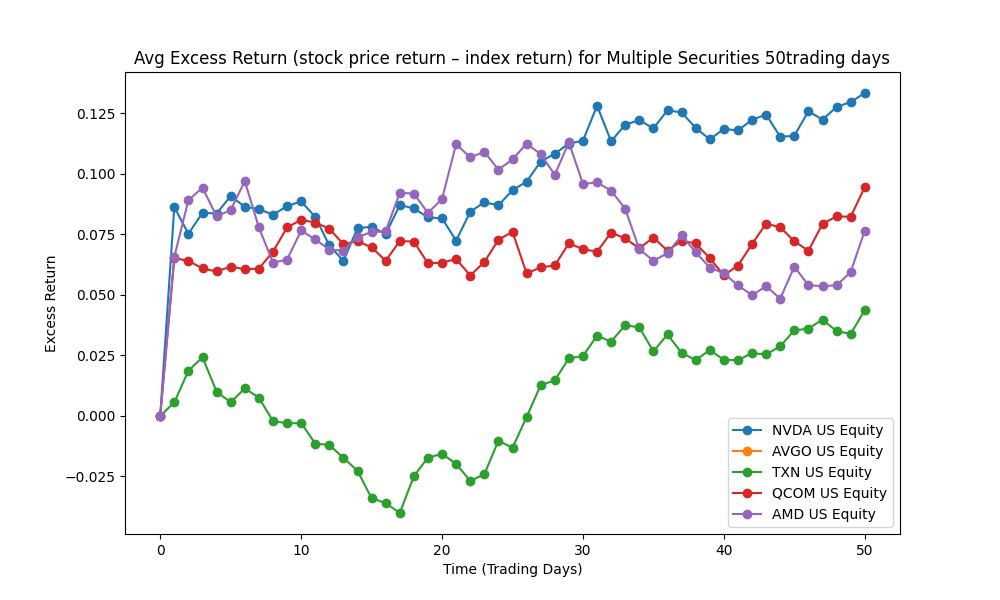 Avg Excess Return (stock price return – index return) for Multiple Securities 50trading days
Excess Return
0.125
0.100
0.075
0.050
0.025
0.000
−0.025
0
10
20
30
40
50
Time (Trading Days)
NVDA US Equity
AVGO US Equity
TXN US Equity
QCOM US Equity
AMD US Equity